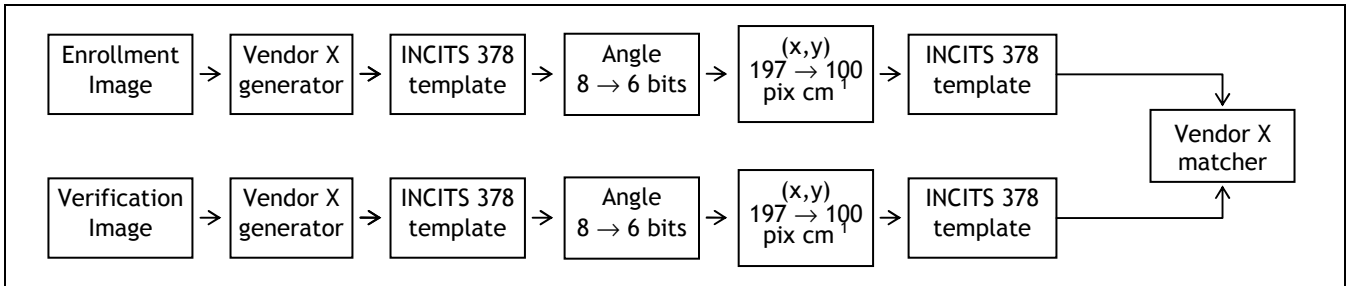 Enrollment
Image
Vendor X
generator
INCITS 378
template
Angle
8 → 6 bits
(x,y)
197 → 100
pix cm 1
INCITS 378
template
Vendor X
matcher
Verification
Image
Vendor X
generator
INCITS 378
template
Angle
8 → 6 bits
(x,y)
197 → 100
pix cm 1
INCITS 378
template